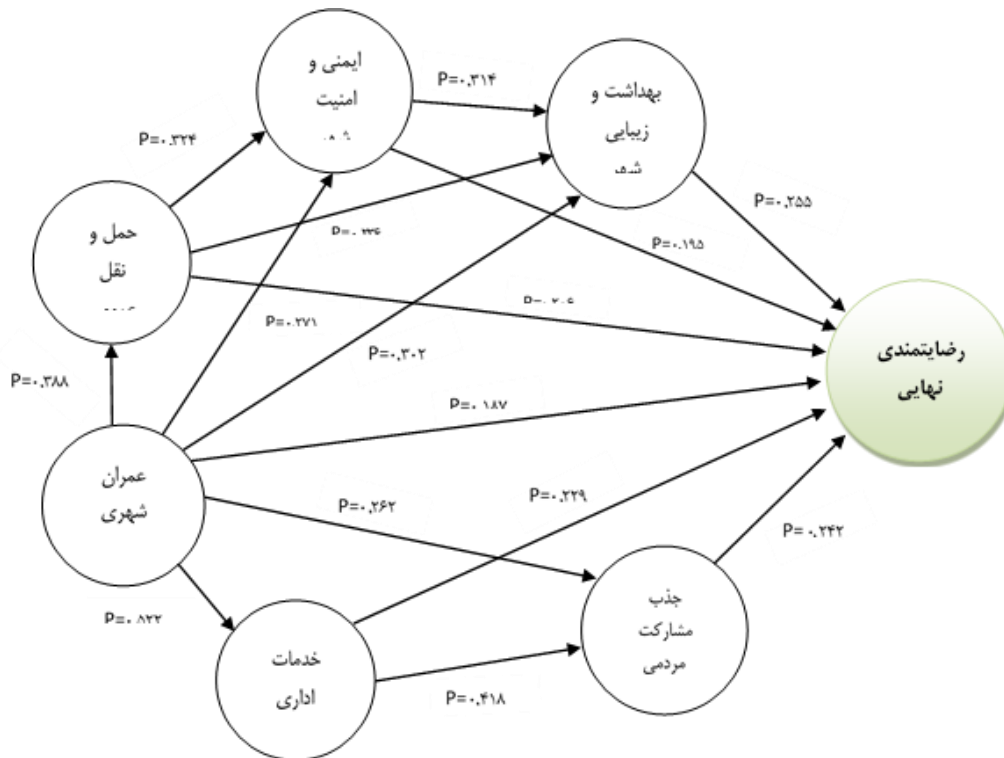 ایمنی و
امنیت
P=۰,۳۱۴
بهداشت و
زیبایی
شهر
P=۰,۳۲۴
P=۰,۲۵۵
حمل و
نقل
P=۰,۱۹۵
P=۰,۲۷۱
P=۰,۳۰۲
رضایتمندی
نهایی
P=۰,۳۸۸
P=۰,۱۸۷
عمران
شهری
P=۰,۲۶۲
P=۰,۲۲۹
P=۰,۲۴۲
خدمات
اداری
P=۰,۴۱۸
جذب
مشارکت
مردمی